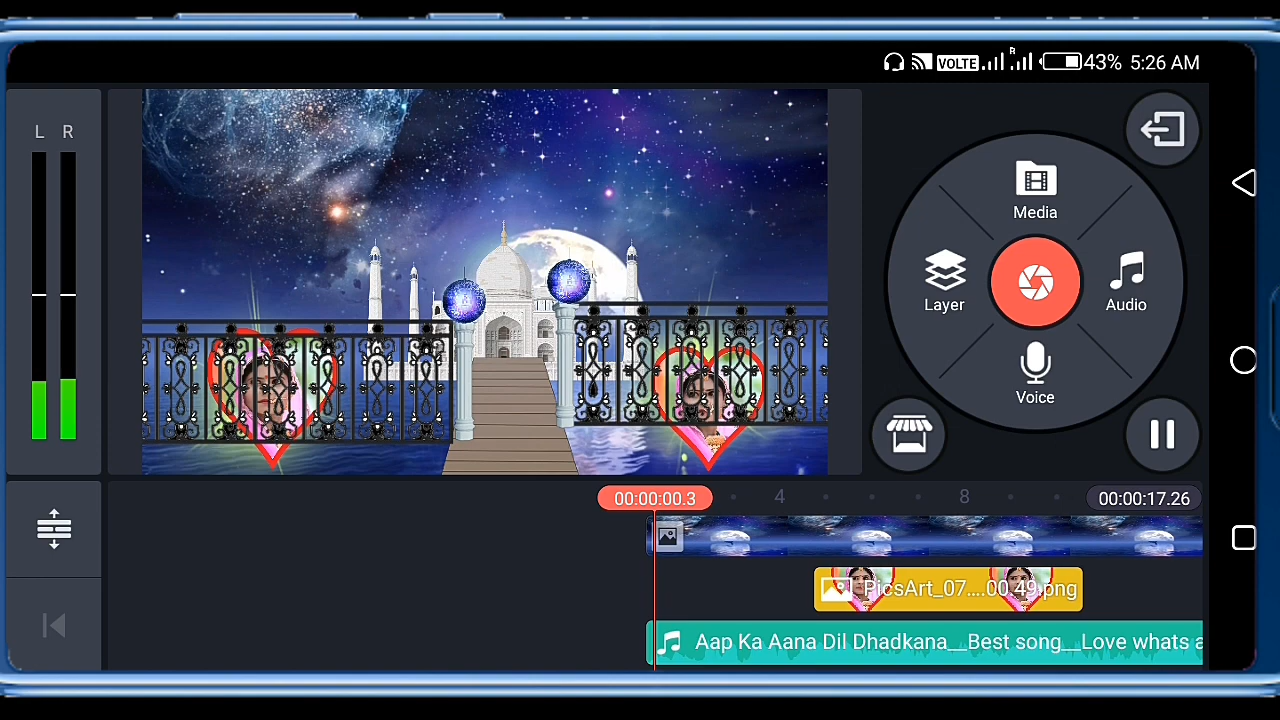 R
VOLTE 43% 5:26 AM
L R
Media
Layer
Audio
Voice
00:00:00.3 4 8 00:00:17.26
PicsArt_07....00.49.png
Aap Ka Aana Dil Dhadkana__Best song__Love whats a